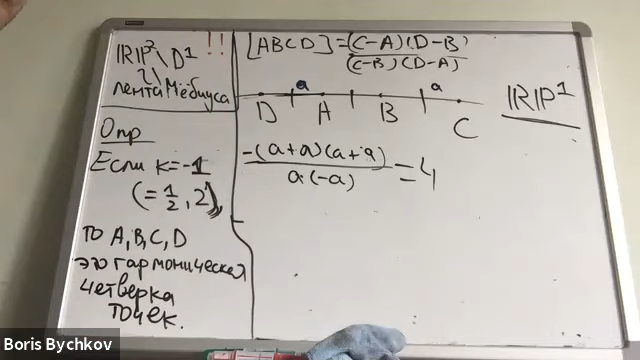 ℝP² \ D¹ !!
≀
лента Мёбиуса
Опр
Если k=-1
(=½, 2),
то A, B, C, D
это гармоническая
четверка
точек.
[ABCD] = (C-A)(D-B)
(C-B)(D-A)
a a
D A B C
ℝP¹
-(a+a)(a+a)
a(-a)
=4
Boris Bychkov